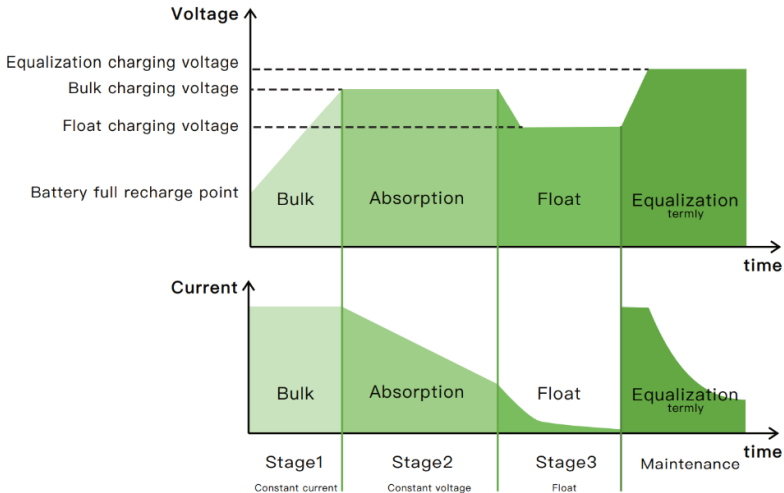 Voltage
Equalization charging voltage
Bulk charging voltage
Float charging voltage
Battery full recharge point
Bulk
Absorption
Float
Equalization
termly
time
Current
Bulk
Absorption
Float
Equalization
termly
time
Stage1
Stage2
Stage3
Maintenance
Constant current
Constant voltage
Float